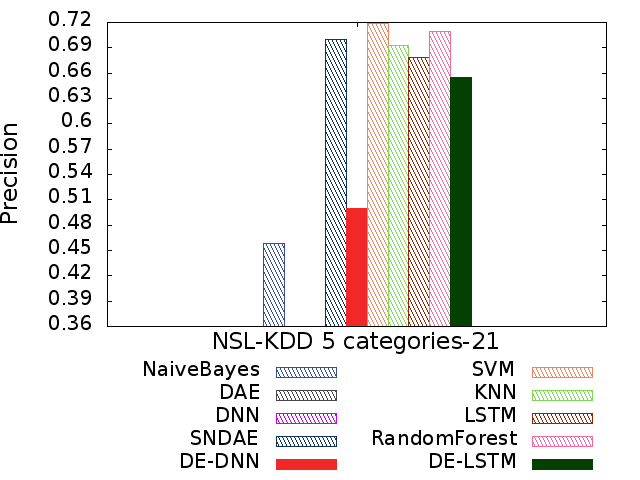 0.72
0.69
0.66
0.63
0.6
0.57
0.54
0.51
0.48
0.45
0.42
0.39
0.36
Precision
NSL-KDD 5 categories-21
NaiveBayes
DAE
DNN
SNDAE
DE-DNN
SVM
KNN
LSTM
RandomForest
DE-LSTM